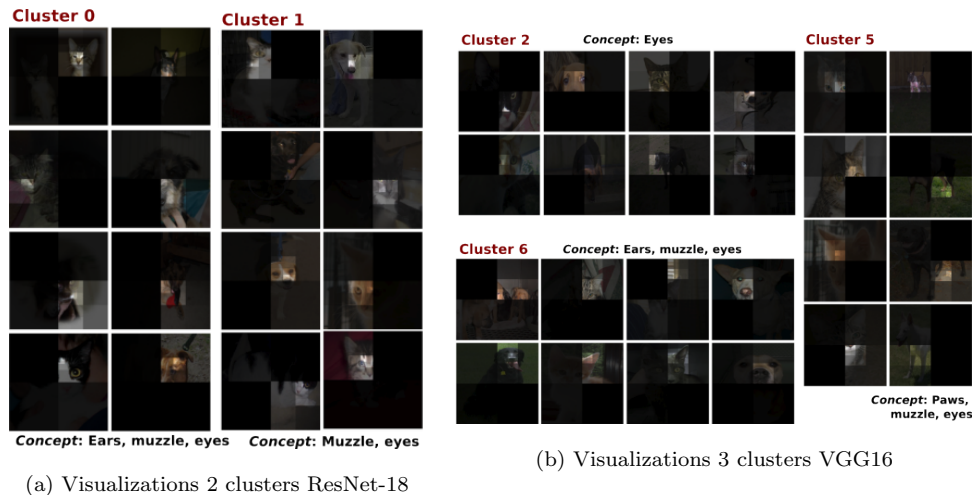 Cluster 0
Cluster 1
Concept: Ears, muzzle, eyes
Concept: Muzzle, eyes
(a) Visualizations 2 clusters ResNet-18
Cluster 2
Concept: Eyes
Cluster 5
Cluster 6
Concept: Ears, muzzle, eyes
Concept: Paws,
muzzle, eyes
(b) Visualizations 3 clusters VGG16